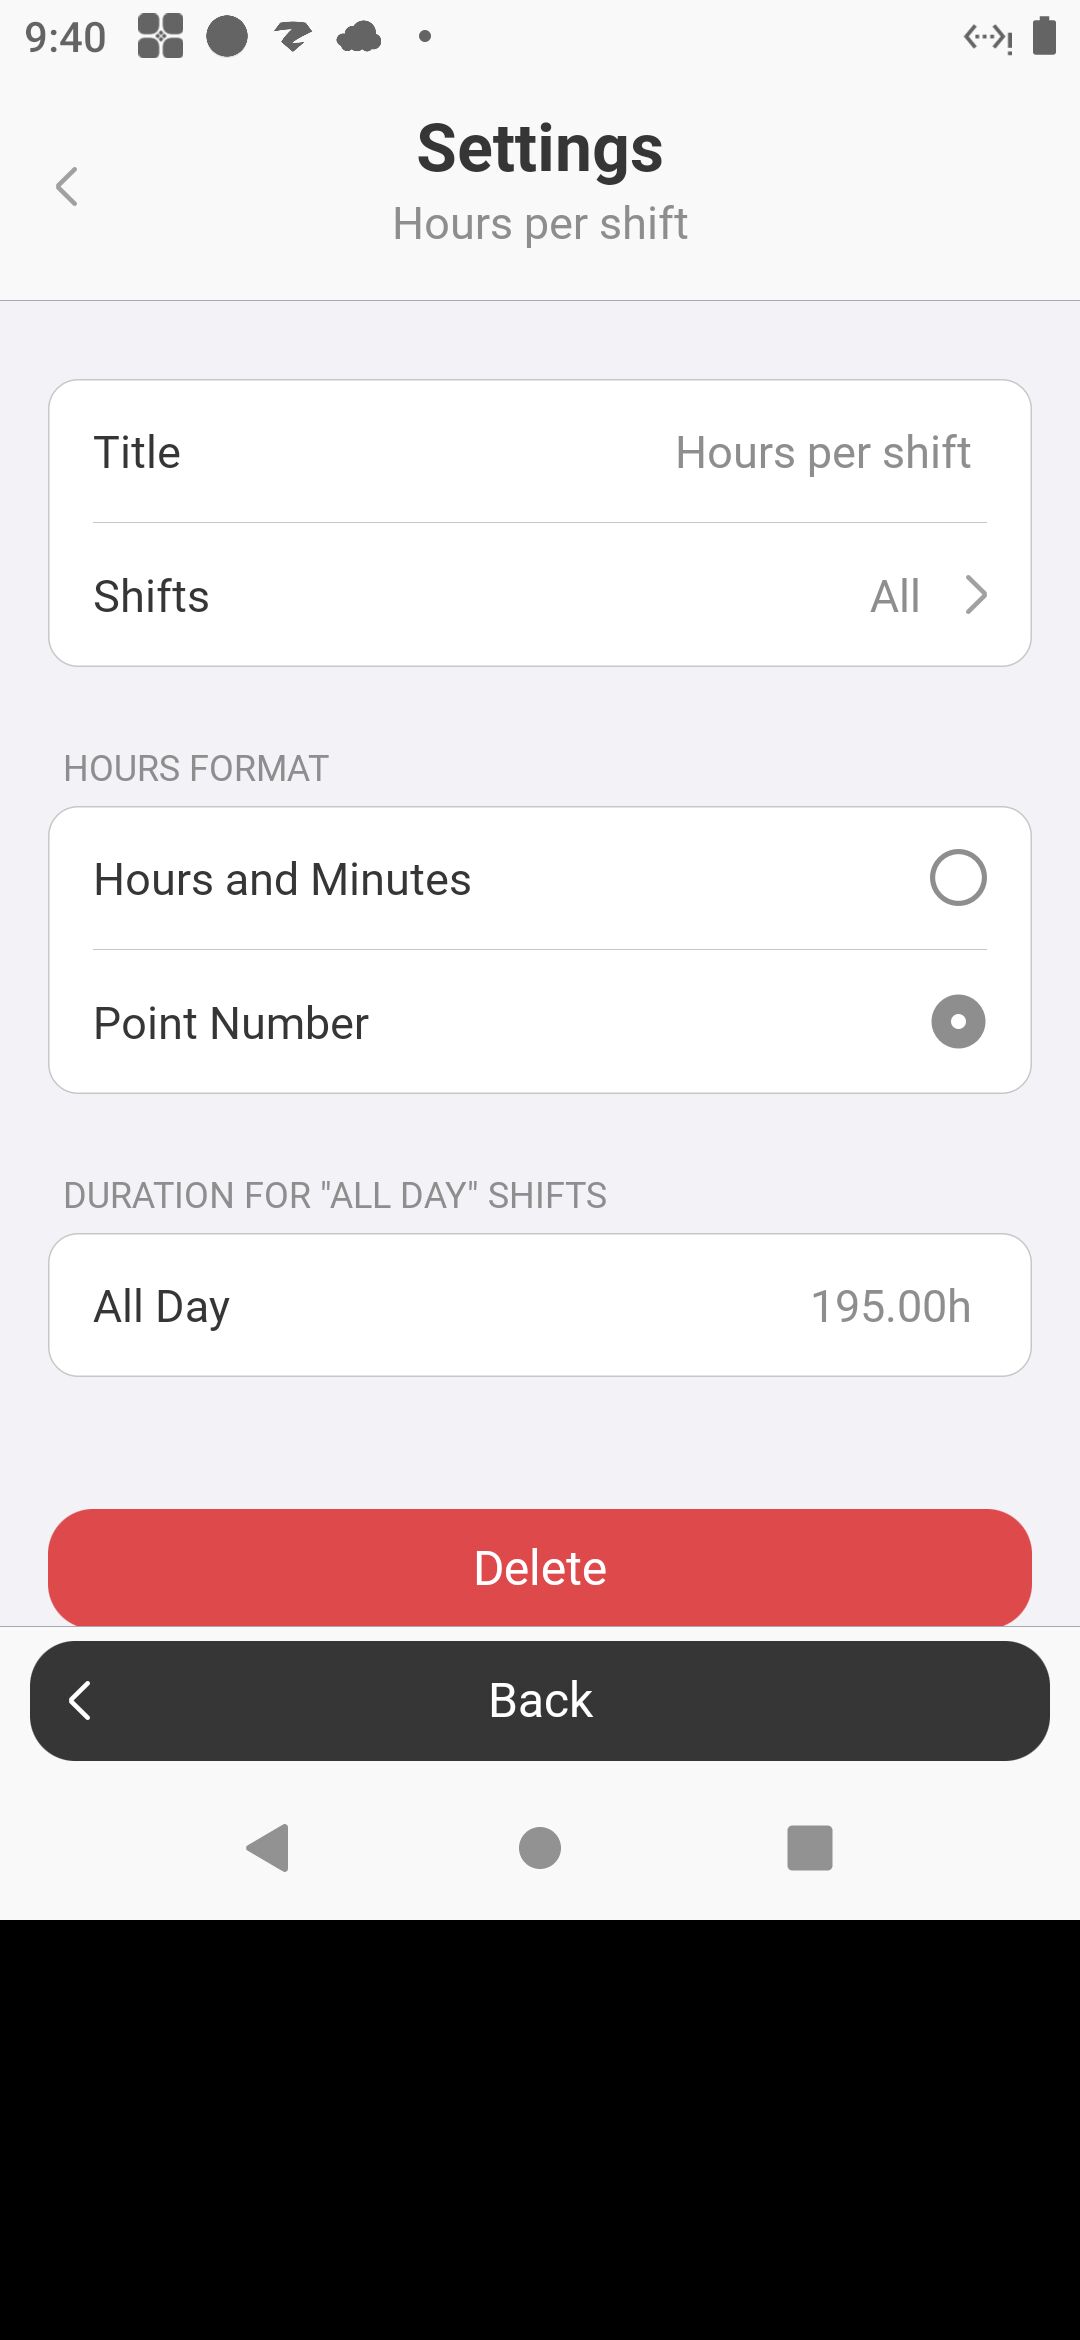 9:40
Settings
Hours per shift
Title
Hours per shift
Shifts
All
HOURS FORMAT
Hours and Minutes
Point Number
DURATION FOR "ALL DAY" SHIFTS
All Day
195.00h
Delete
Back